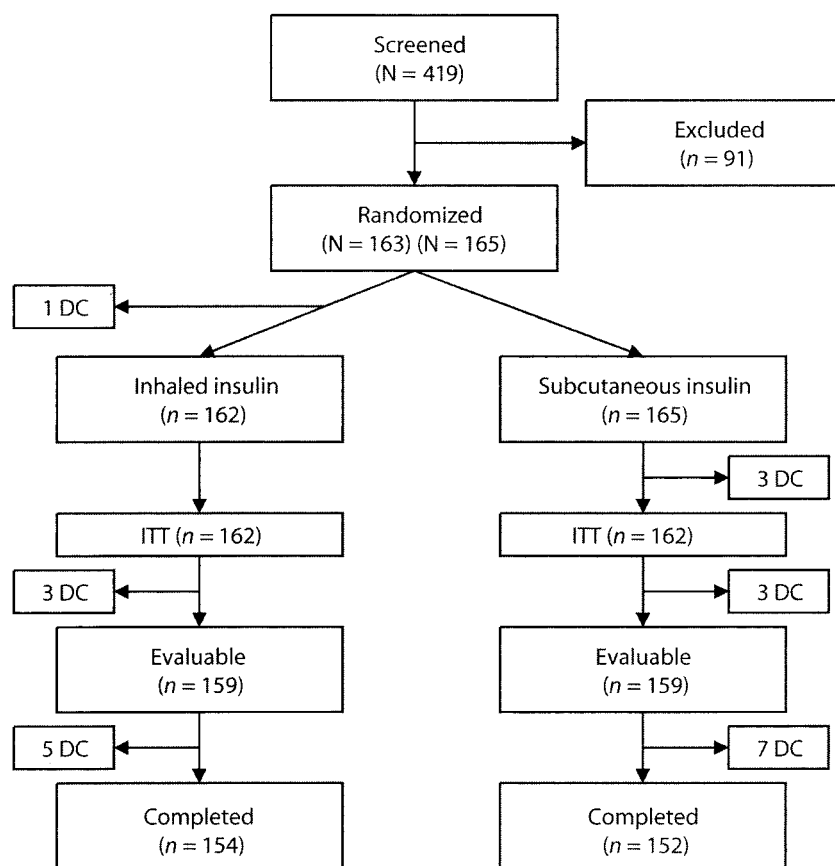 Screened
(N = 419)
Excluded
(n = 91)
Randomized
(N = 163) (N = 165)
1 DC
Inhaled insulin
(n = 162)
Subcutaneous insulin
(n = 165)
3 DC
ITT (n = 162)
ITT (n = 162)
3 DC
3 DC
Evaluable
(n = 159)
Evaluable
(n = 159)
5 DC
7 DC
Completed
(n = 154)
Completed
(n = 152)